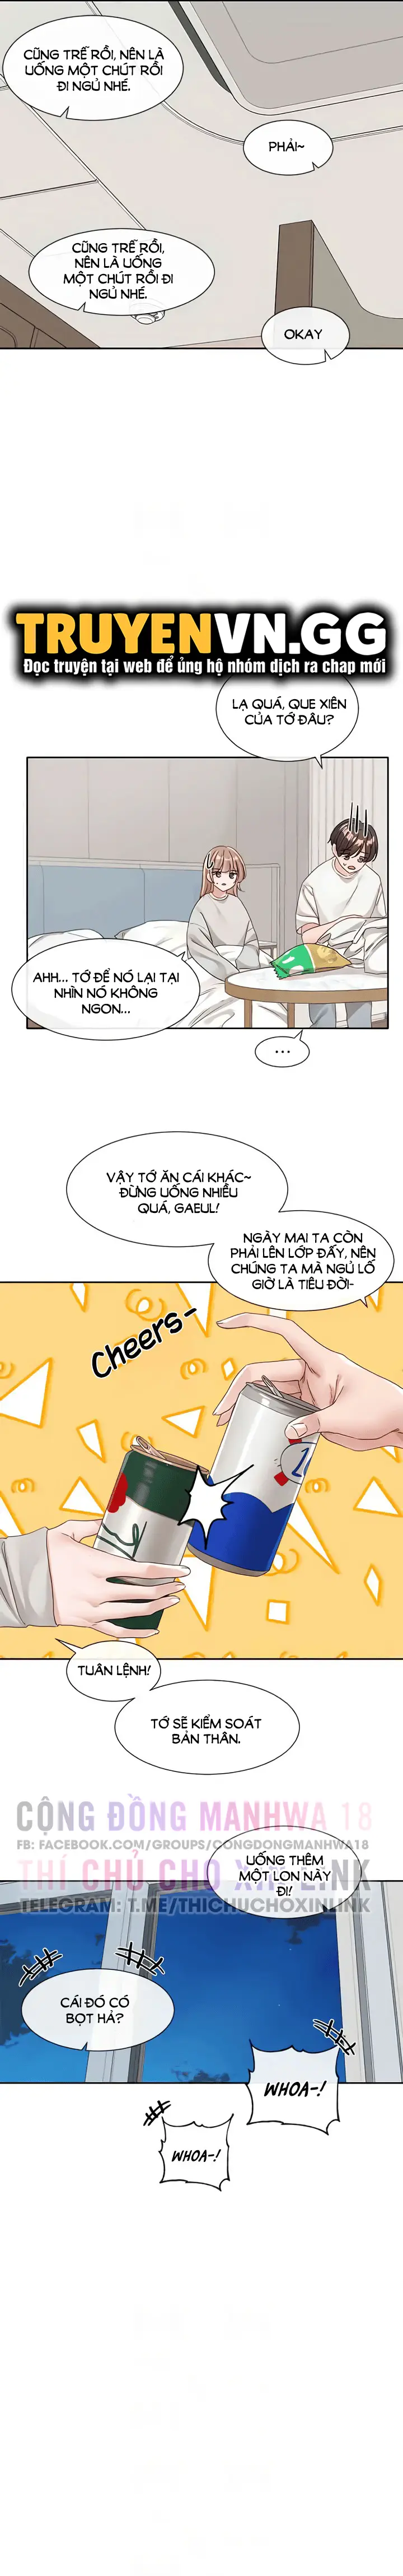 CŨNG TRỄ RỒI, NÊN LÀ
UỐNG MỘT CHÚT RỒI
ĐI NGỦ NHÉ.
PHẢI~
CŨNG TRỄ RỒI,
NÊN LÀ UỐNG
MỘT CHÚT RỒI ĐI
NGỦ NHÉ.
OKAY
TRUYENVN.GG
Đọc truyện tại web để ủng hộ nhóm dịch ra chap mới
LẠ QUÁ, QUE XIÊN
CỦA TỚ ĐÂU?
AHH... TỚ ĐỂ NÓ LẠI TẠI
NHÌN NÓ KHÔNG
NGON...
...
VẬY TỚ ĂN CÁI KHÁC~
ĐỪNG UỐNG NHIỀU
QUÁ, GAEUL!
NGÀY MAI TA CÒN
PHẢI LÊN LỚP ĐẤY, NÊN
CHÚNG TA MÀ NGỦ LỐ
GIỜ LÀ TIÊU ĐỜI-
Cheers-
TUÂN LỆNH!
TỚ SẼ KIỂM SOÁT
BẢN THÂN.
CỘNG ĐỒNG MANHWA 18
FB: FACEBOOK.COM/GROUPS/CONGDONGMANHWA18
THÍ CHỦ CHO XIN LINK
TELEGRAM: T.ME/THICHUCHOXINLINK
UỐNG THÊM
MỘT LON NÀY
ĐI!
CÁI ĐÓ CÓ
BỌT HẢ?
WHOA-!
WHOA-!